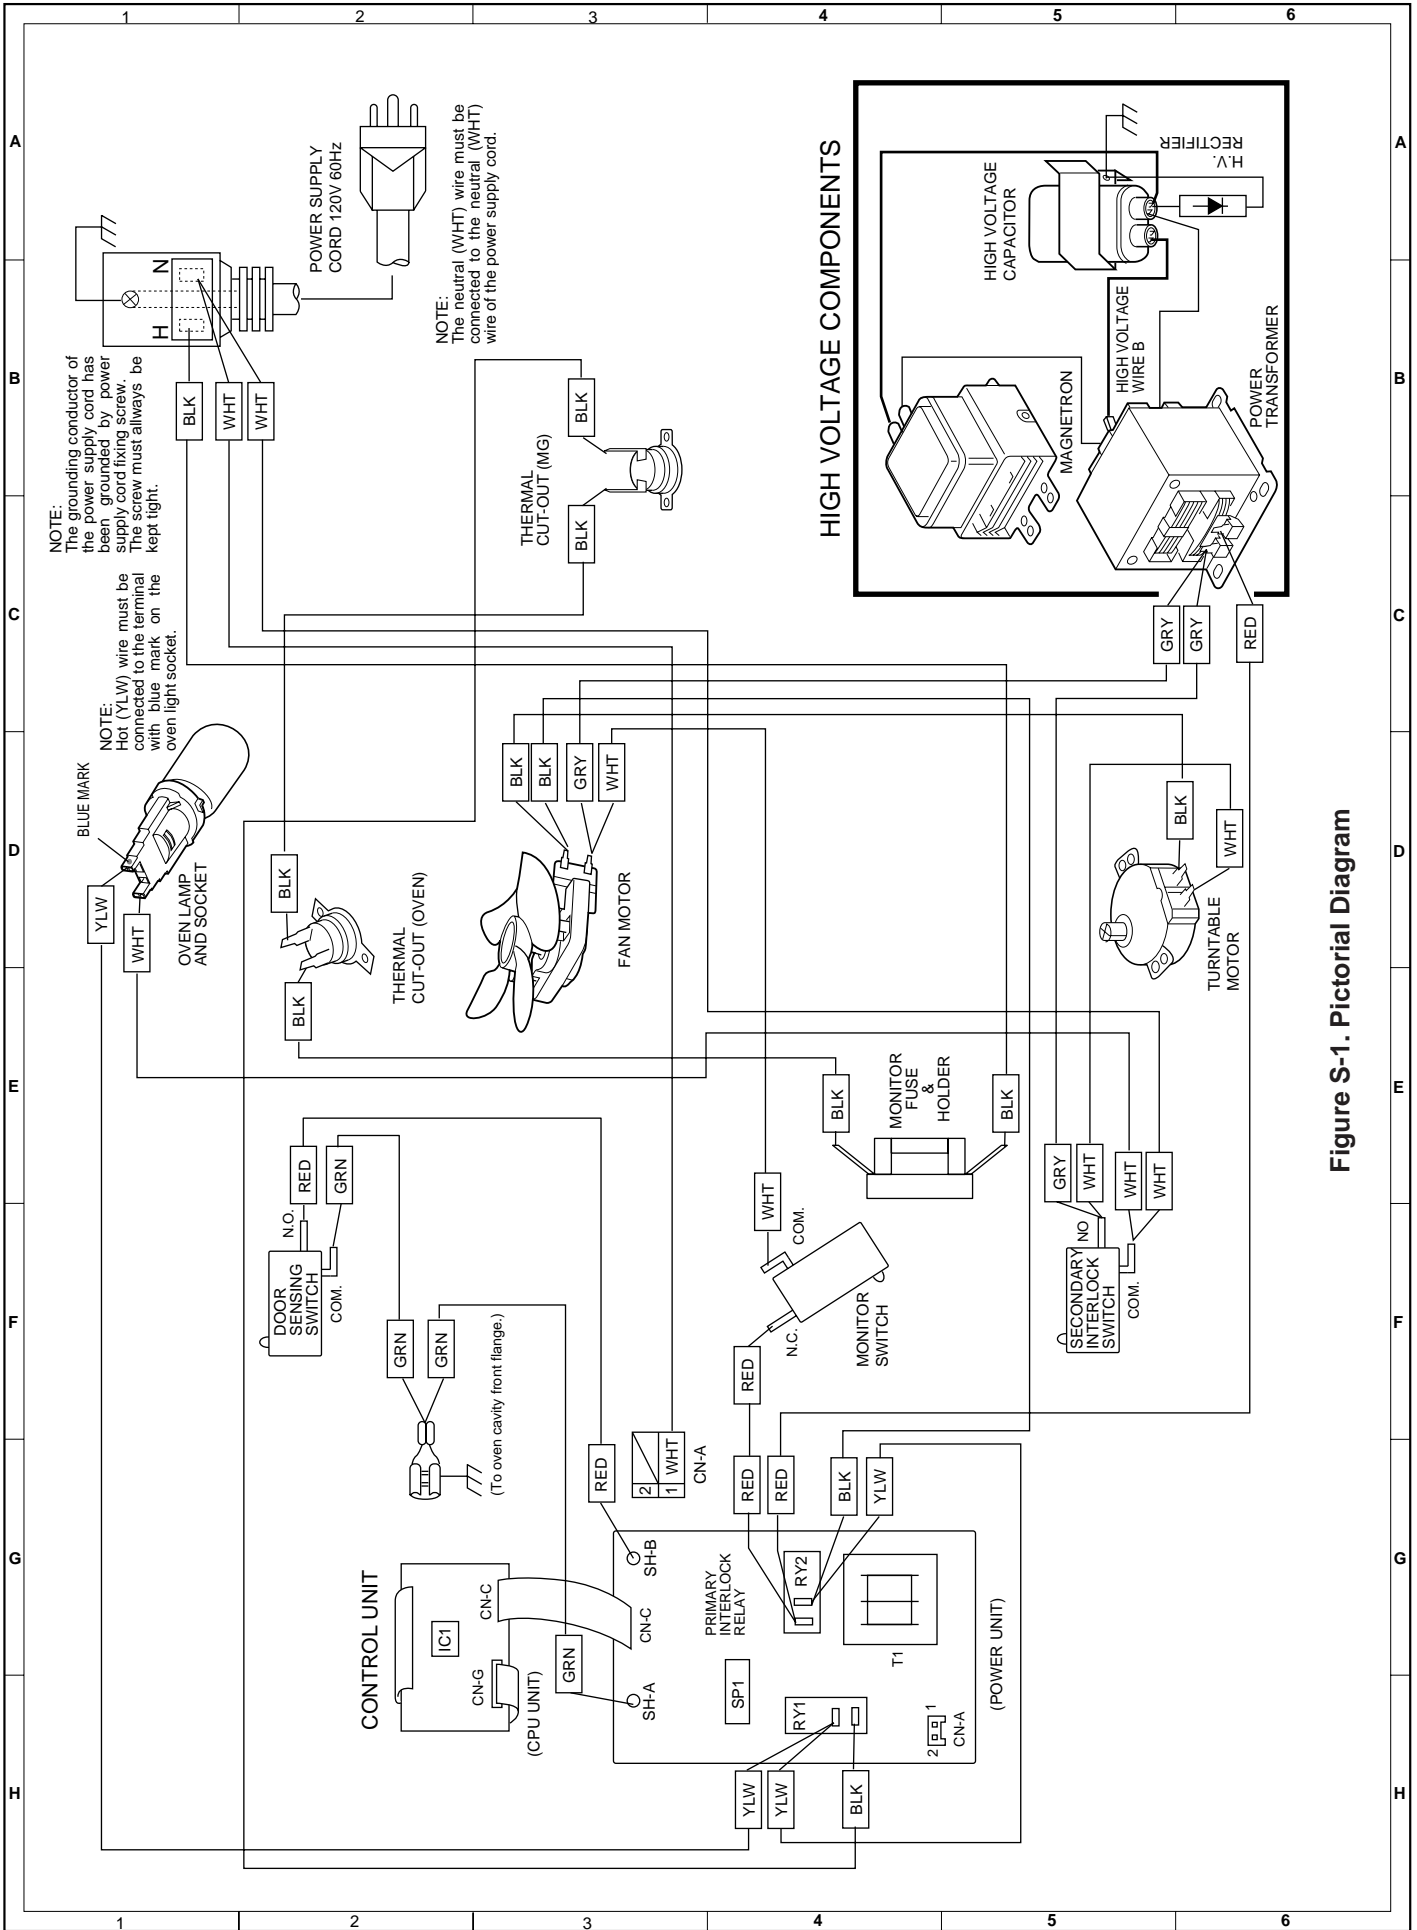 1
2
3
4
5
6
A
B
C
D
E
F
G
H
NOTE:
The grounding conductor of
the power supply cord has
been grounded by power
supply cord fixing screw.
The screw must allways be
kept tight.
H
N
BLK
WHT
WHT
POWER SUPPLY
CORD 120V 60Hz
NOTE:
The neutral (WHT) wire must be
connected to the neutral (WHT)
wire of the power supply cord.
NOTE:
Hot (YLW) wire must be
connected to the terminal
with blue mark on the
oven light socket.
BLUE MARK
YLW
WHT
OVEN LAMP
AND SOCKET
THERMAL
CUT-OUT (MG)
BLK
BLK
BLK
BLK
THERMAL
CUT-OUT (OVEN)
BLK
BLK
GRY
WHT
FAN MOTOR
HIGH VOLTAGE COMPONENTS
HIGH VOLTAGE
CAPACITOR
H.V.
RECTIFIER
HIGH VOLTAGE
WIRE B
MAGNETRON
POWER
TRANSFORMER
GRY
GRY
RED
BLK
WHT
TURNTABLE
MOTOR
DOOR
SENSING
SWITCH
N.O.
COM.
RED
GRN
GRN
GRN
(To oven cavity front flange.)
MONITOR
FUSE
&
HOLDER
BLK
BLK
WHT
COM.
N.C.
RED
MONITOR
SWITCH
GRY
WHT
WHT
WHT
NO
COM.
SECONDARY
INTERLOCK
SWITCH
CONTROL UNIT
IC1
CN-G
CN-C
(CPU UNIT)
GRN
RED
2
1
WHT
CN-A
SH-A
SH-B
CN-C
RED
RED
BLK
YLW
PRIMARY
INTERLOCK
RELAY
RY2
T1
SP1
RY1
2
1
CN-A
(POWER UNIT)
YLW
YLW
BLK
Figure S-1. Pictorial Diagram
A
B
C
D
E
F
G
H
1
2
3
4
5
6